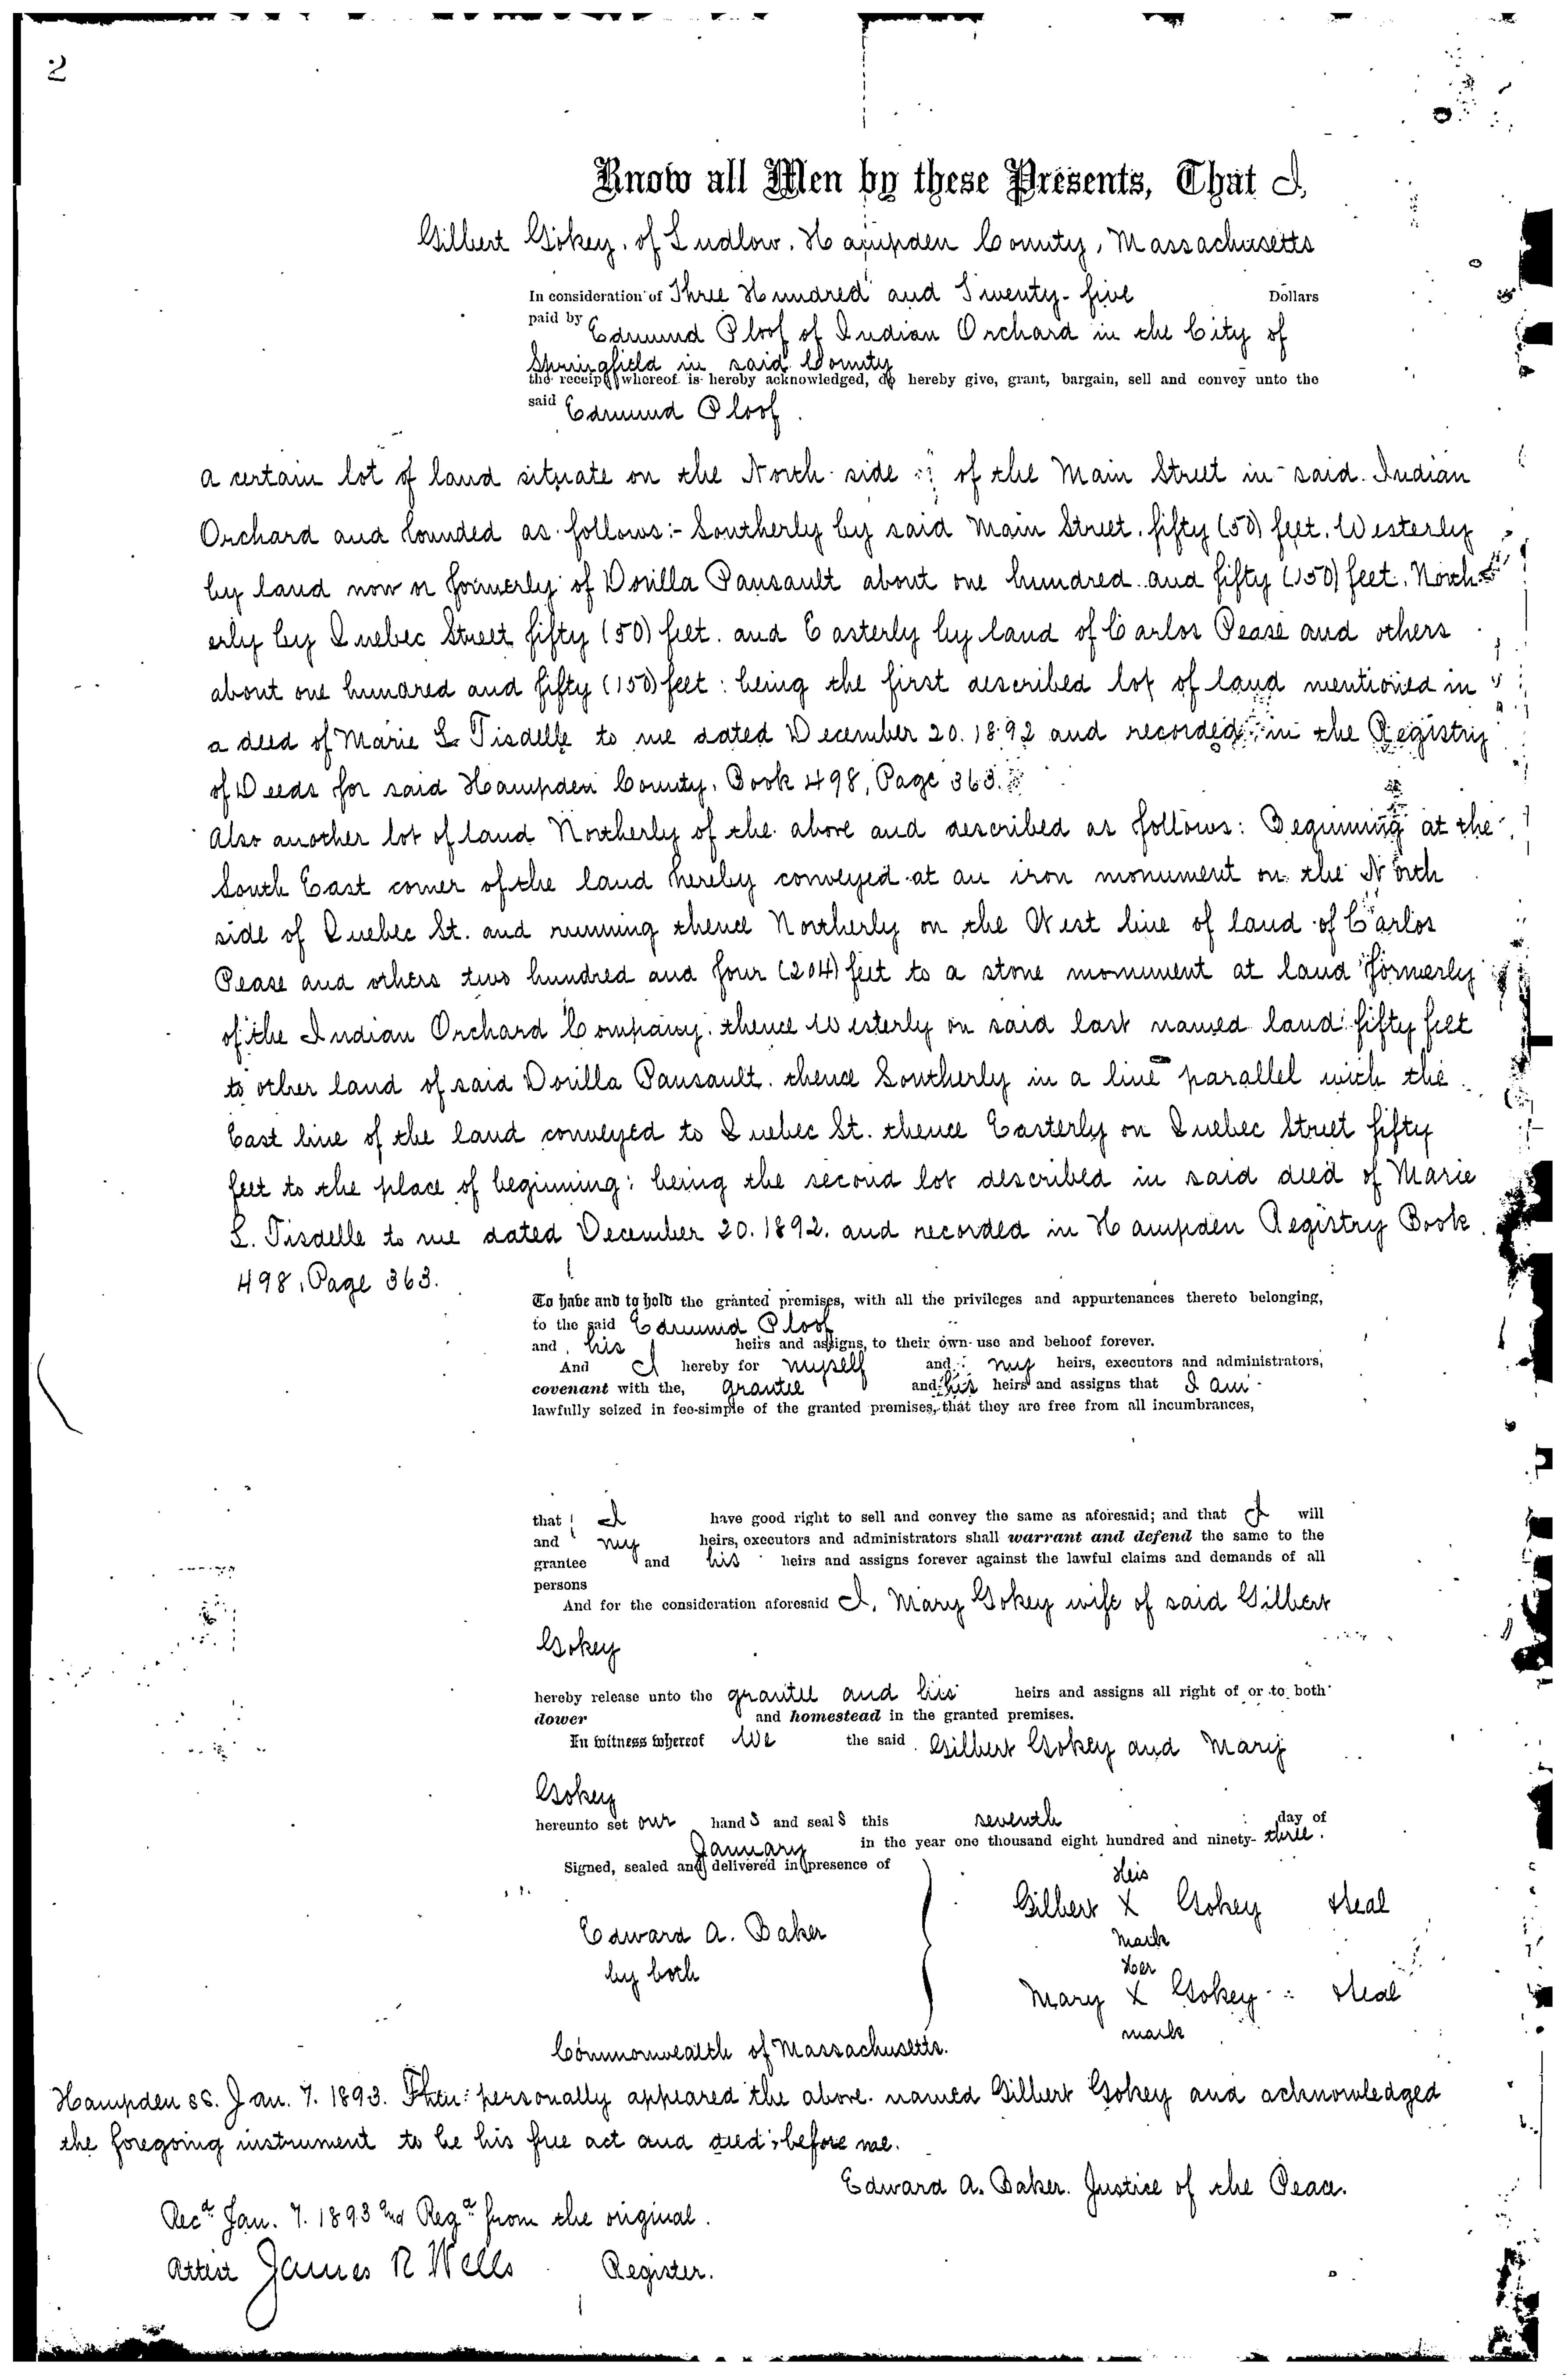 2
Know all Men by these Presents, That I,
Gilbert Gokey, of Ludlow, Hampden County, Massachusetts
In consideration of Three Hundred and Twenty-five Dollars
paid by Edmund Ploof of Indian Orchard in the City of
Springfield in said County
the receipt whereof is hereby acknowledged, do hereby give, grant, bargain, sell and convey unto the
said Edmund Ploof
a certain lot of land situate on the North side of the Main Street in said Indian
Orchard and bounded as follows:- Southerly by said Main Street, fifty (50) feet, Westerly
by land now or formerly of Dorilla Pansault about one hundred and fifty (150) feet, North-
erly by Quebec Street fifty (50) feet. and Easterly by land of Carlos Pease and others
about one hundred and fifty (150) feet: being the first described lot of land mentioned in
a deed of Marie L. Tisdelle to me dated December 20. 1892 and recorded in the Registry
of Deeds for said Hampden County, Book 498, Page 363.
Also another lot of land Northerly of the above and described as follows: Beginning at the
South East corner of the land hereby conveyed at an iron monument on the North
side of Quebec St. and running thence Northerly on the West line of land of Carlos
Pease and others two hundred and four (204) feet to a stone monument at land formerly
of the Indian Orchard Company. thence Westerly on said last named land fifty feet
to other land of said Dorilla Pansault. thence Southerly in a line parallel with the
East line of the land conveyed to Quebec St. thence Easterly on Quebec Street fifty
feet to the place of beginning: being the second lot described in said deed of Marie
L. Tisdelle to me dated December 20. 1892. and recorded in Hampden Registry Book
498, Page 363.
To have and to hold the granted premises, with all the privileges and appurtenances thereto belonging,
to the said Edmund Ploof
and his heirs and assigns, to their own use and behoof forever.
And I hereby for myself and my heirs, executors and administrators,
covenant with the, grantee and his heirs and assigns that I am
lawfully seized in fee-simple of the granted premises, that they are free from all incumbrances,
that I have good right to sell and convey the same as aforesaid; and that I will
and my heirs, executors and administrators shall warrant and defend the same to the
grantee and his heirs and assigns forever against the lawful claims and demands of all
persons
And for the consideration aforesaid I, Mary Gokey wife of said Gilbert
Gokey
hereby release unto the grantee and his heirs and assigns all right of or to both
dower and homestead in the granted premises.
In witness whereof We the said Gilbert Gokey and Mary
Gokey
hereunto set our hand s and seal s this seventh day of
January in the year one thousand eight hundred and ninety- three.
Signed, sealed and delivered in presence of
His
Gilbert X Gokey Seal
mark
Edward A. Baker
by both
Her
Mary X Gokey Seal
mark
Commonwealth of Massachusetts.
Hampden ss. Jan. 7. 1893. Then personally appeared the above named Gilbert Gokey and acknowledged
the foregoing instrument to be his free act and deed, before me.
Edward A. Baker. Justice of the Peace.
Recd Jan. 7. 1893 and Regd from the original.
Attest James R Wells Register.